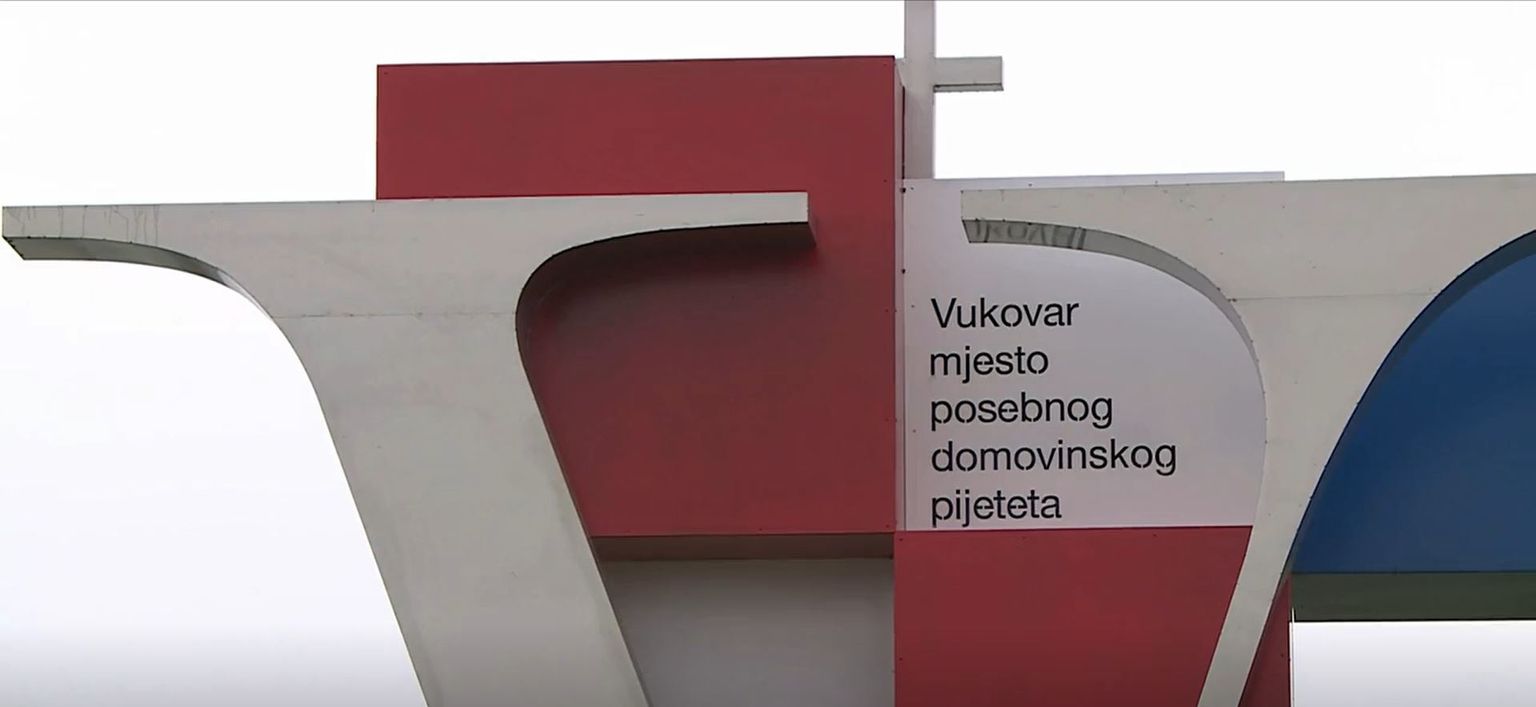 Vukovar
mjesto
posebnog
domovinskog
pijeteta